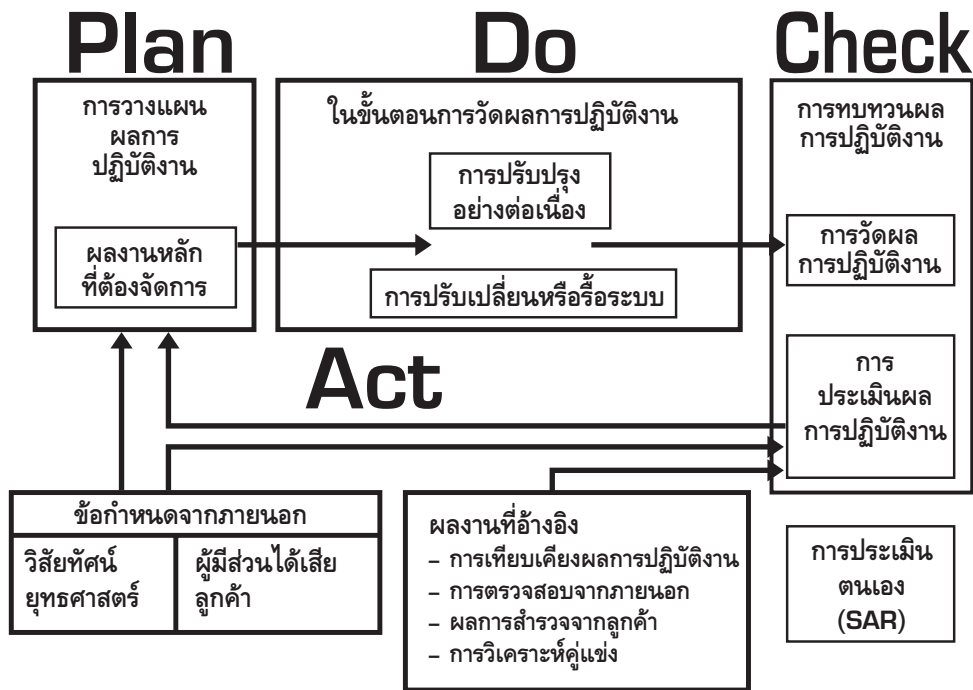 Plan
Do
Check
การวางแผน
ผลการ
ปฏิบัติงาน
ผลงานหลัก
ที่ต้องจัดการ
ในขั้นตอนการวัดผลการปฏิบัติงาน
การปรับปรุง
อย่างต่อเนื่อง
การปรับเปลี่ยนหรือรื้อระบบ
การทบทวนผล
การปฏิบัติงาน
การวัดผล
การปฏิบัติงาน
การ
ประเมินผล
การปฏิบัติงาน
Act
ข้อกำหนดจากภายนอก
วิสัยทัศน์
ยุทธศาสตร์
ผู้มีส่วนได้เสีย
ลูกค้า
ผลงานที่อ้างอิง
– การเทียบเคียงผลการปฏิบัติงาน
– การตรวจสอบจากภายนอก
– ผลการสำรวจจากลูกค้า
– การวิเคราะห์คู่แข่ง
การประเมิน
ตนเอง
(SAR)